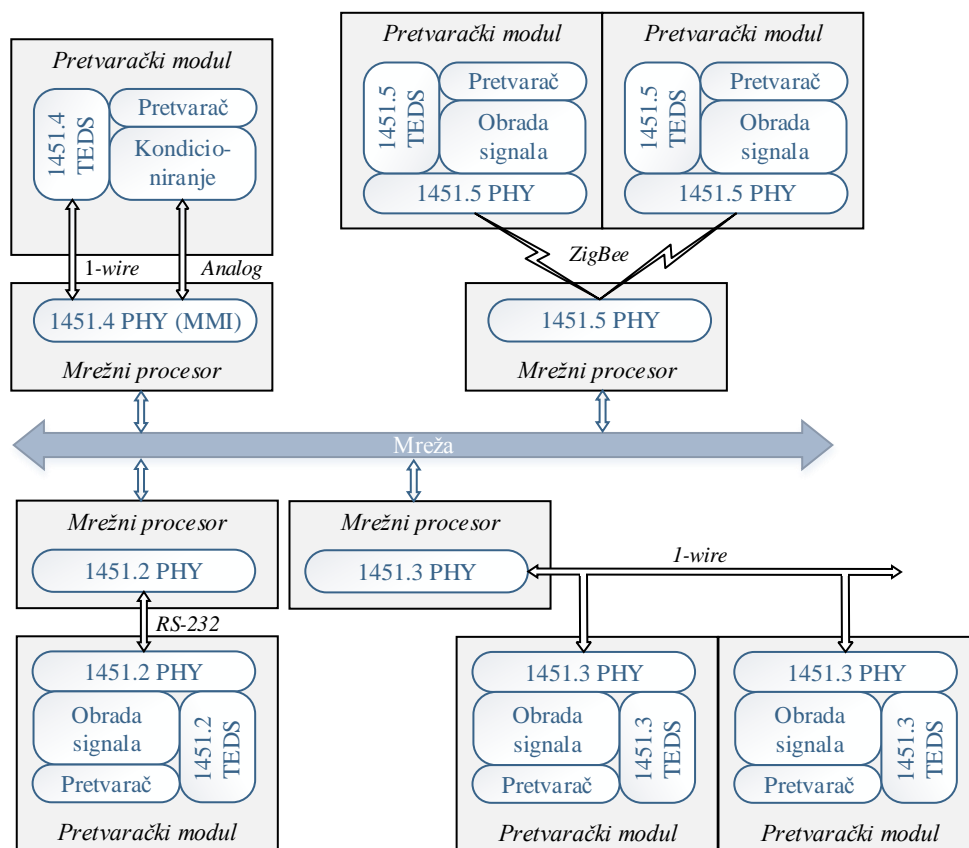 Pretvarački modul
1451.4
TEDS
Pretvarač
Kondicio-
niranje
1-wire
Analog
1451.4 PHY (MMI)
Mrežni procesor
Pretvarački modul
1451.5
TEDS
Pretvarač
Obrada
signala
1451.5 PHY
Pretvarački modul
1451.5
TEDS
Pretvarač
Obrada
signala
1451.5 PHY
ZigBee
1451.5 PHY
Mrežni procesor
Mreža
Mrežni procesor
1451.2 PHY
RS-232
1451.2 PHY
Obrada
signala
1451.2
TEDS
Pretvarač
Pretvarački modul
Mrežni procesor
1451.3 PHY
1-wire
1451.3 PHY
Obrada
signala
1451.3
TEDS
Pretvarač
Pretvarački modul
1451.3 PHY
Obrada
signala
1451.3
TEDS
Pretvarač
Pretvarački modul